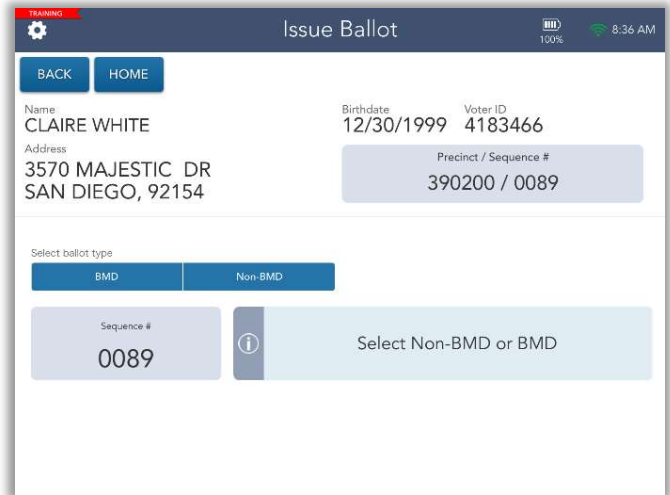 TRAINING
Issue Ballot
100%
8:36 AM
BACK
HOME
Name
CLAIRE WHITE
Birthdate
12/30/1999
Voter ID
4183466
Address
3570 MAJESTIC DR
SAN DIEGO, 92154
Precinct / Sequence #
390200 / 0089
Select ballot type
BMD
Non-BMD
Sequence #
0089
Select Non-BMD or BMD